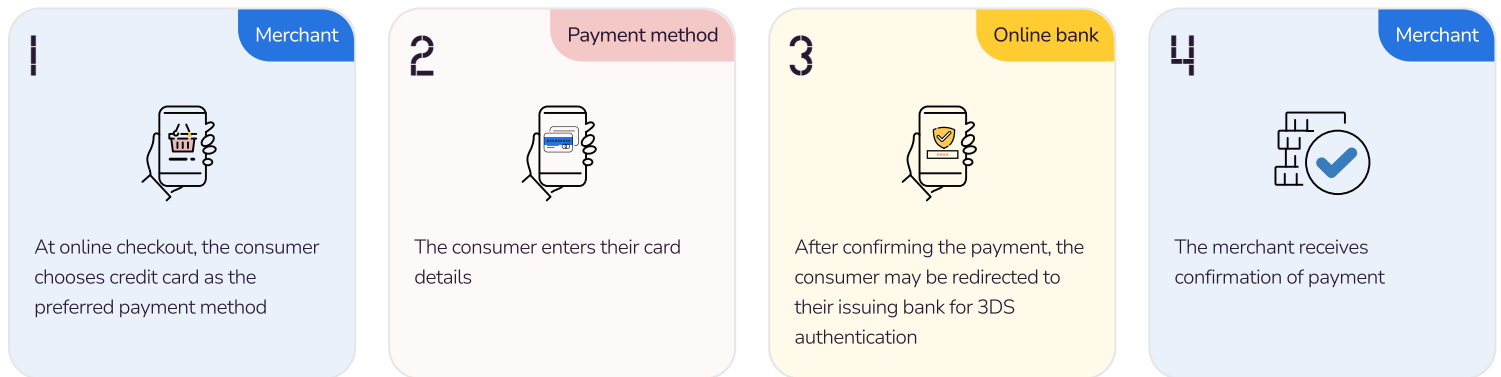 1
Merchant
At online checkout, the consumer
chooses credit card as the
preferred payment method
2
Payment method
The consumer enters their card
details
3
Online bank
After confirming the payment, the
consumer may be redirected to
their issuing bank for 3DS
authentication
4
Merchant
The merchant receives
confirmation of payment